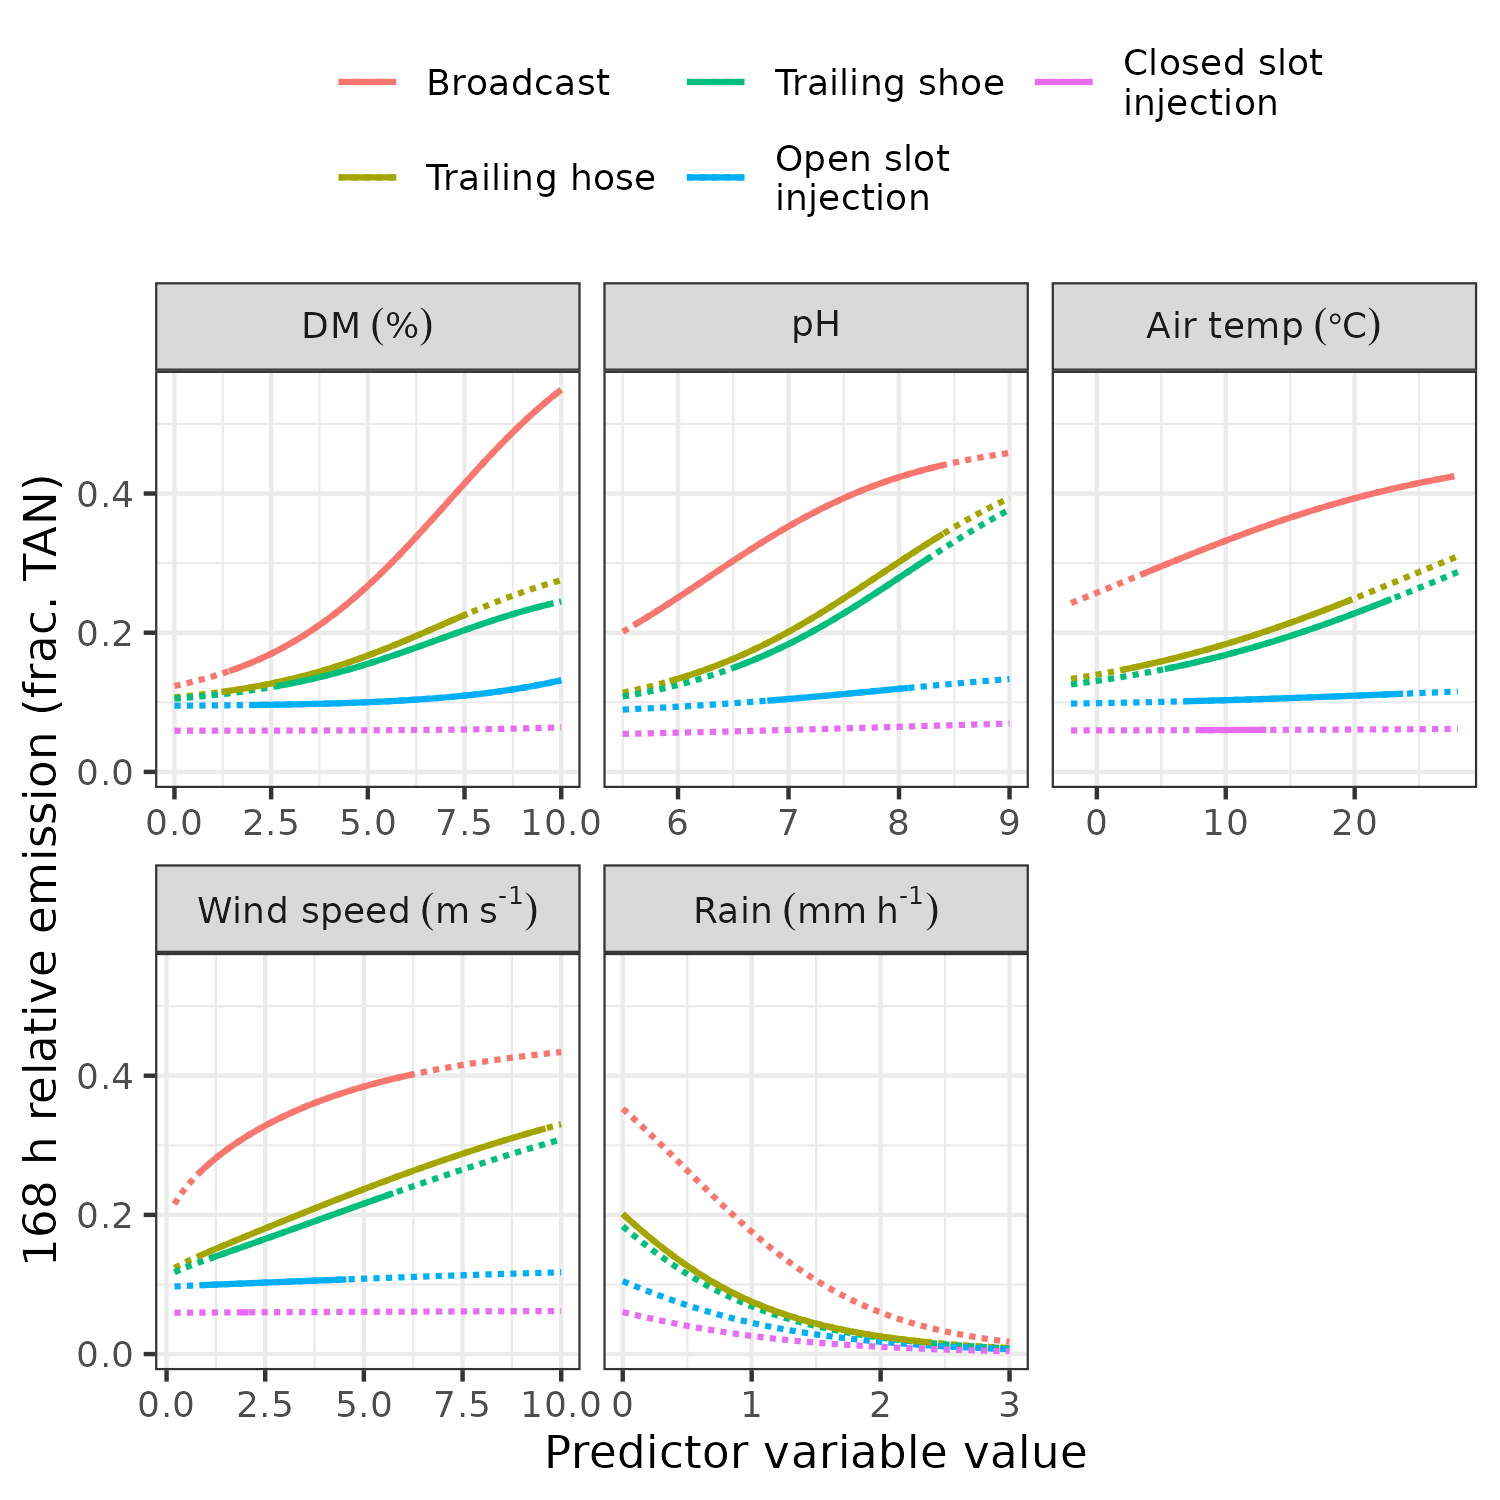 Broadcast
Trailing shoe
Closed slot
injection
Trailing hose
Open slot
injection
168 h relative emission (frac. TAN)
DM (%)
pH
Air temp (°C)
0.4
0.2
0.0
0.0 2.5 5.0 7.5 10.0
6 7 8 9
0 10 20
Wind speed (m s-1)
Rain (mm h-1)
0.4
0.2
0.0
0.0 2.5 5.0 7.5 10.0
0 1 2 3
Predictor variable value